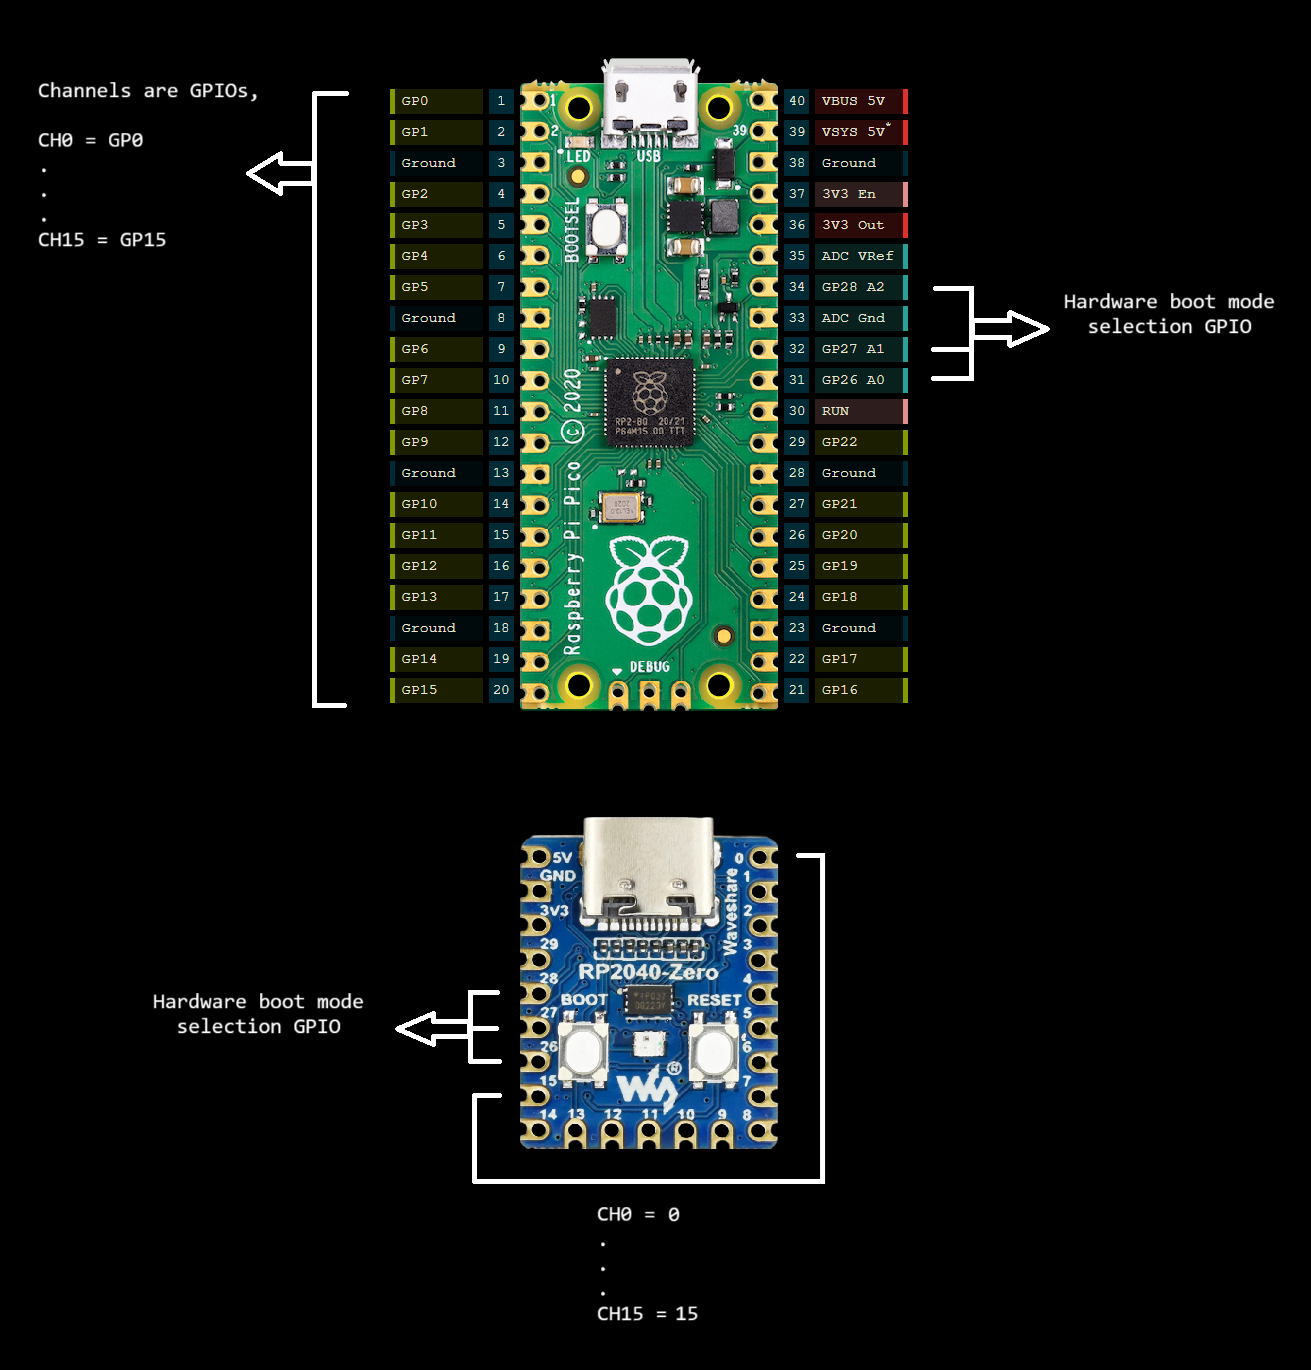 Channels are GPIOs,
CH0 = GP0
.
.
.
CH15 = GP15
GP0 1
GP1 2
Ground 3
GP2 4
GP3 5
GP4 6
GP5 7
Ground 8
GP6 9
GP7 10
GP8 11
GP9 12
Ground 13
GP10 14
GP11 15
GP12 16
GP13 17
Ground 18
GP14 19
GP15 20
1
2
39
LED
USB
BOOTSEL
Raspberry Pi Pico © 2020
RP2-B0 20/21
P64M15.00 TTT
DEBUG
40 VBUS 5V
39 VSYS 5V*
38 Ground
37 3V3 En
36 3V3 Out
35 ADC VRef
34 GP28 A2
33 ADC Gnd
32 GP27 A1
31 GP26 A0
30 RUN
29 GP22
28 Ground
27 GP21
26 GP20
25 GP19
24 GP18
23 Ground
22 GP17
21 GP16
Hardware boot mode
selection GPIO
Hardware boot mode
selection GPIO
5V
GND
3V3
29
28
27
26
15
14
13
12
11
10
9
8
0
1
2
3
4
5
6
7
Waveshare
RP2040-Zero
BOOT
RESET
®
CH0 = 0
.
.
.
CH15 = 15